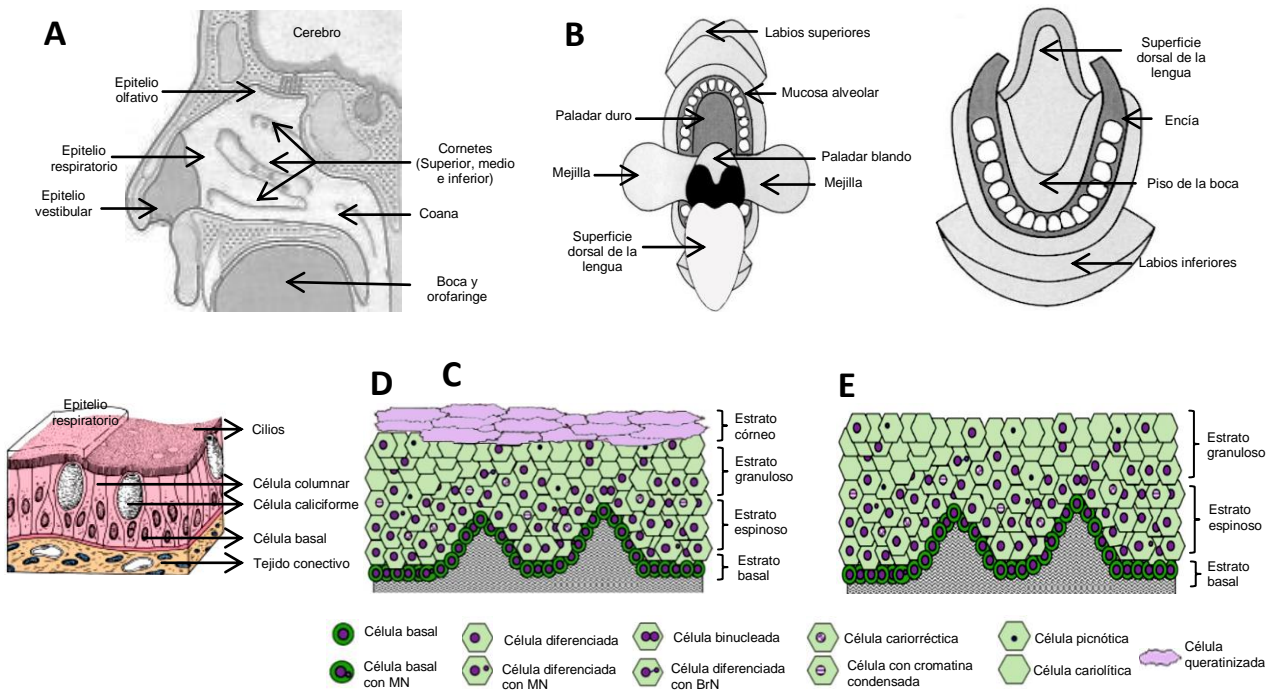 A
Cerebro
Epitelio
olfativo
Epitelio
respiratorio
Epitelio
vestibular
Cornetes
(Superior, medio
e inferior)
Coana
Boca y
orofaringe
B
Labios superiores
Mucosa alveolar
Paladar duro
Paladar blando
Mejilla
Mejilla
Superficie
dorsal de la
lengua
Superficie
dorsal de la
lengua
Encía
Piso de la boca
Labios inferiores
Epitelio
respiratorio
Cilios
Célula columnar
Célula caliciforme
Célula basal
Tejido conectivo
D
C
Estrato
córneo
Estrato
granuloso
Estrato
espinoso
Estrato
basal
E
Estrato
granuloso
Estrato
espinoso
Estrato
basal
Célula basal
Célula diferenciada
Célula binucleada
Célula cariorréctica
Célula picnótica
Célula
queratinizada
Célula basal
con MN
Célula diferenciada
con MN
Célula diferenciada
con BrN
Célula con cromatina
condensada
Célula cariolítica